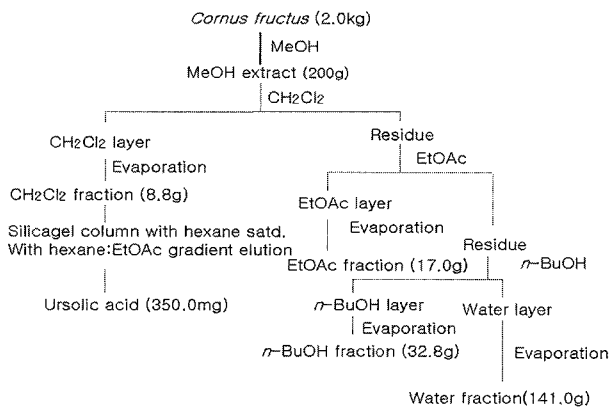 Cornus fructus (2.0kg)
MeOH
MeOH extract (200g)
CH2Cl2
CH2Cl2 layer
Evaporation
CH2Cl2 fraction (8.8g)
Silicagel column with hexane satd.
With hexane:EtOAc gradient elution
Ursolic acid (350.0mg)
Residue
EtOAc
EtOAc layer
Evaporation
EtOAc fraction (17.0g)
Residue
n-BuOH
n-BuOH layer
Evaporation
n-BuOH fraction (32.8g)
Water layer
Evaporation
Water fraction(141.0g)